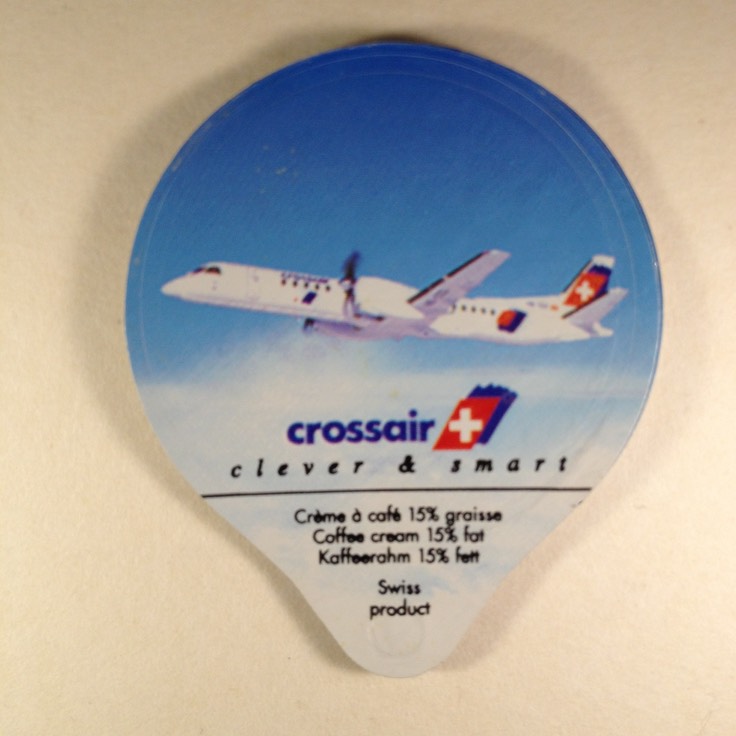 crossair
clever & smart
Crème à café 15% graisse
Coffee cream 15% fat
Kaffeerahm 15% fett
Swiss
product